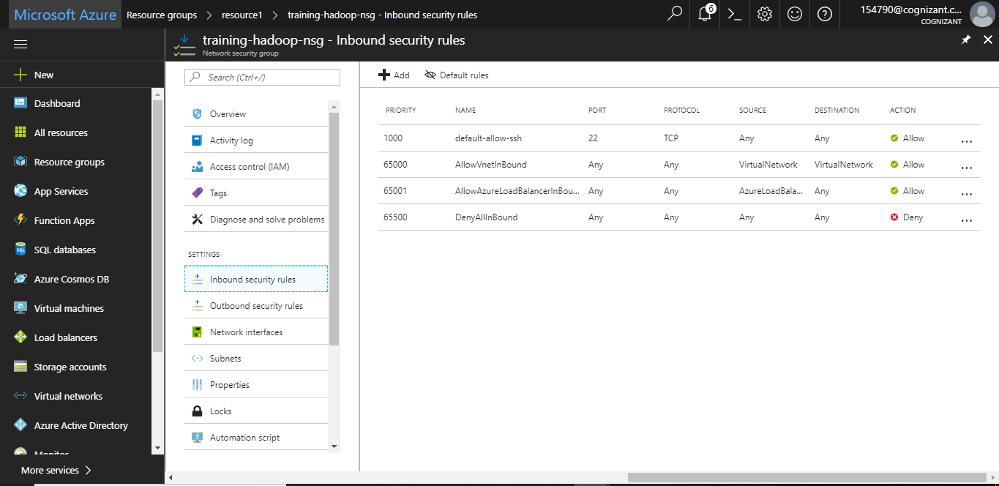 Microsoft Azure Resource groups > resource1 > training-hadoop-nsg - Inbound security rules 6 154790@cognizant.c...
COGNIZANT
training-hadoop-nsg - Inbound security rules
Network security group
New
Dashboard
All resources
Resource groups
App Services
Function Apps
SQL databases
Azure Cosmos DB
Virtual machines
Load balancers
Storage accounts
Virtual networks
Azure Active Directory
Monitor
More services >
Search (Ctrl+/)
Overview
Activity log
Access control (IAM)
Tags
Diagnose and solve problems
SETTINGS
Inbound security rules
Outbound security rules
Network interfaces
Subnets
Properties
Locks
Automation script
Add Default rules
PRIORITY NAME PORT PROTOCOL SOURCE DESTINATION ACTION
1000 default-allow-ssh 22 TCP Any Any Allow ...
65000 AllowVnetInBound Any Any VirtualNetwork VirtualNetwork Allow ...
65001 AllowAzureLoadBalancerInBou... Any Any AzureLoadBala... Any Allow ...
65500 DenyAllInBound Any Any Any Any Deny ...